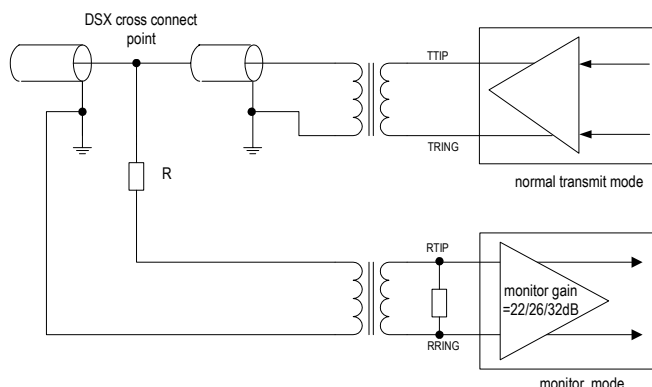 DSX cross connect
point
TTIP
TRING
normal transmit mode
R
RTIP
monitor gain
=22/26/32dB
RRING
monitor mode